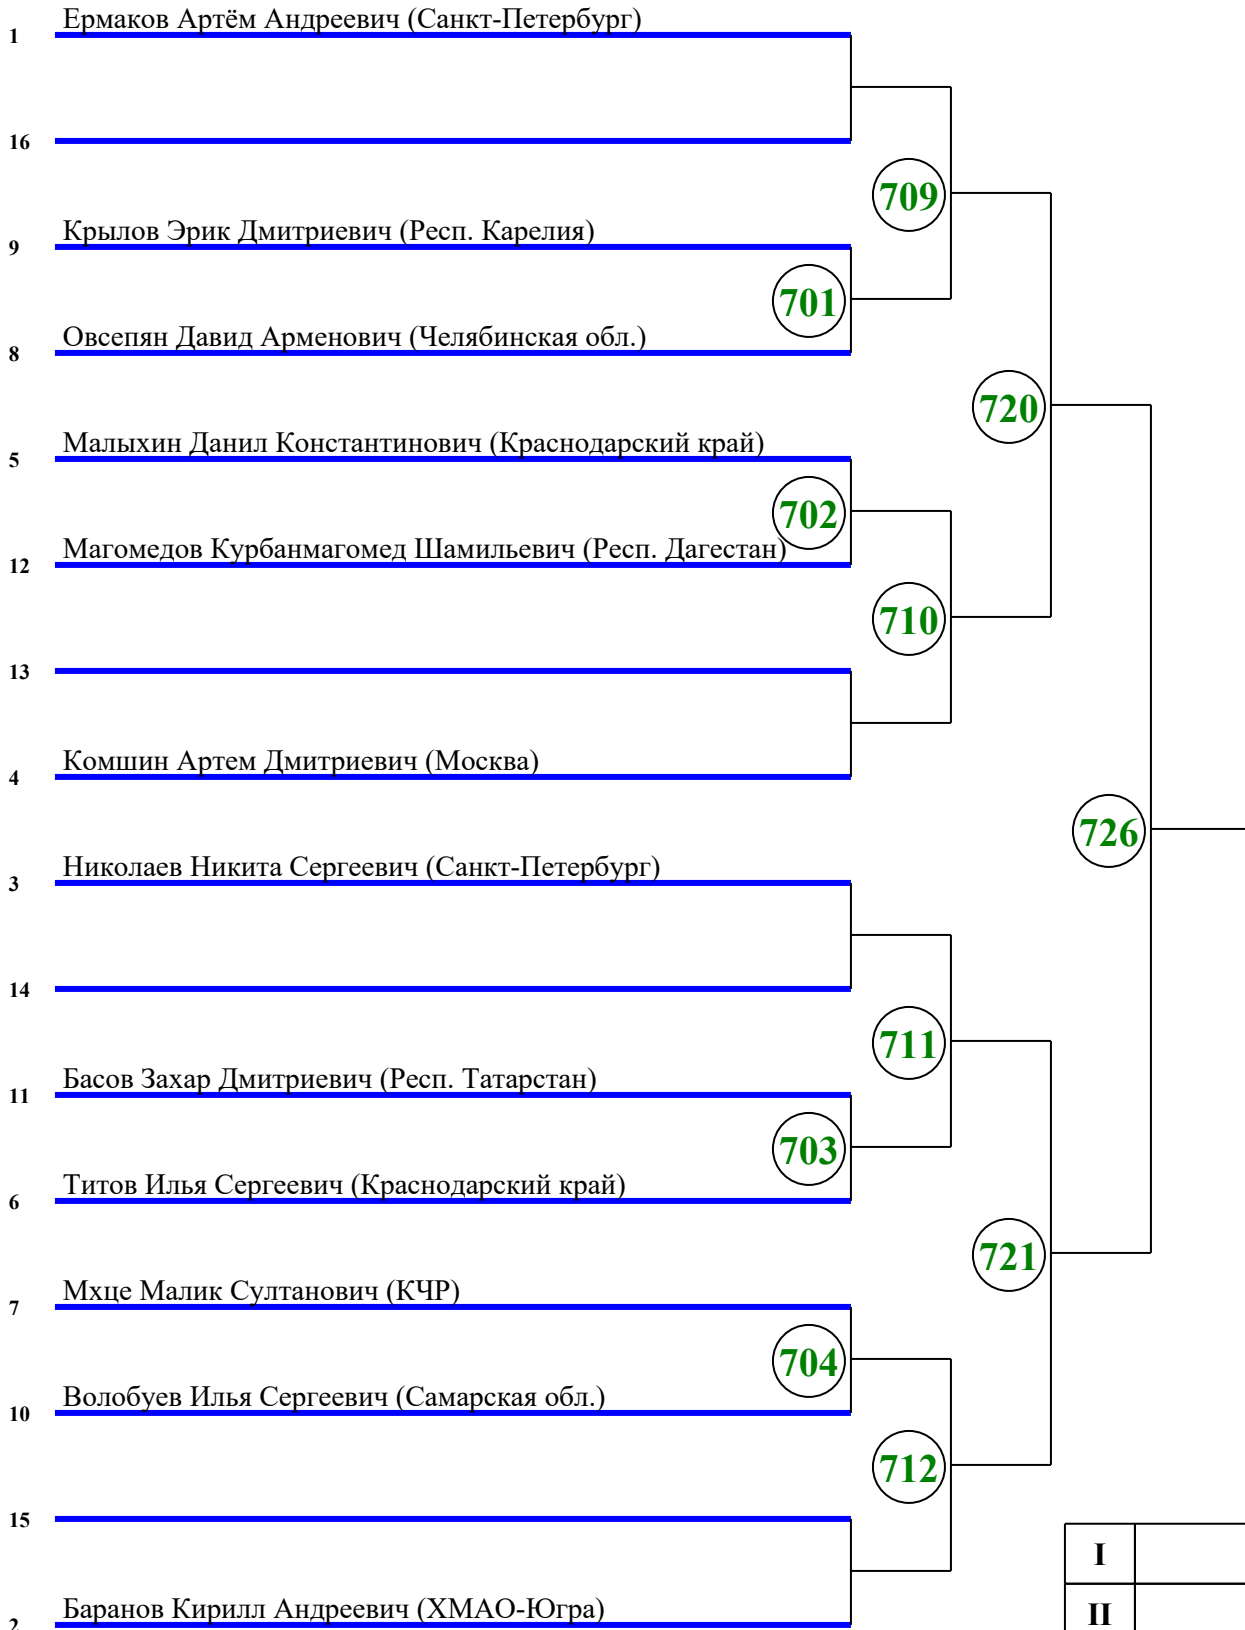 1 Ермаков Артём Андреевич (Санкт-Петербург)
16
709
9 Крылов Эрик Дмитриевич (Респ. Карелия)
701
8 Овсепян Давид Арменович (Челябинская обл.)
720
5 Малыхин Данил Константинович (Краснодарский край)
702
12 Магомедов Курбанмагомед Шамильевич (Респ. Дагестан)
710
13
4 Комшин Артем Дмитриевич (Москва)
726
3 Николаев Никита Сергеевич (Санкт-Петербург)
14
711
11 Басов Захар Дмитриевич (Респ. Татарстан)
703
6 Титов Илья Сергеевич (Краснодарский край)
721
7 Мхце Малик Султанович (КЧР)
704
10 Волобуев Илья Сергеевич (Самарская обл.)
712
15
I
2 Баранов Кирилл Андреевич (ХМАО-Югра)
II